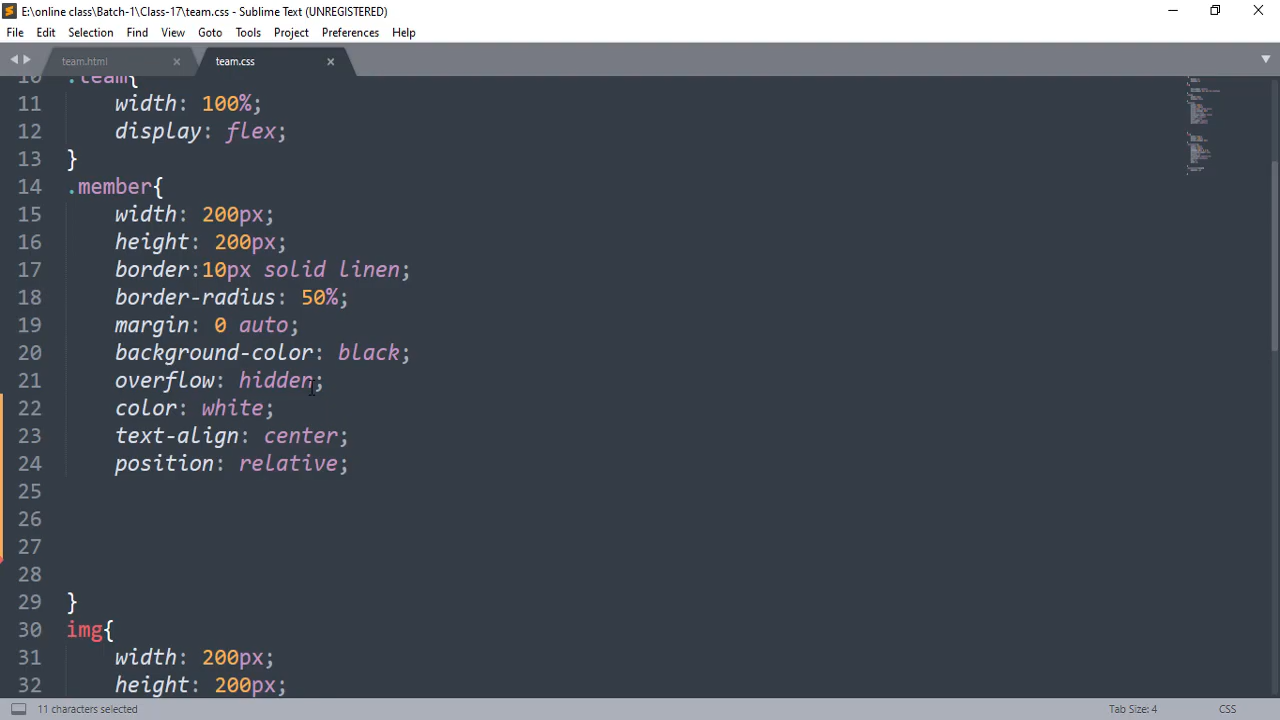 E:\online class\Batch-1\Class-17\team.css - Sublime Text (UNREGISTERED)
File Edit Selection Find View Goto Tools Project Preferences Help
team.html team.css
10 .team{
11 width: 100%;
12 display: flex;
13 }
14 .member{
15 width: 200px;
16 height: 200px;
17 border:10px solid linen;
18 border-radius: 50%;
19 margin: 0 auto;
20 background-color: black;
21 overflow: hidden;
22 color: white;
23 text-align: center;
24 position: relative;
25
26
27
28
29 }
30 img{
31 width: 200px;
32 height: 200px;
11 characters selected Tab Size: 4 CSS